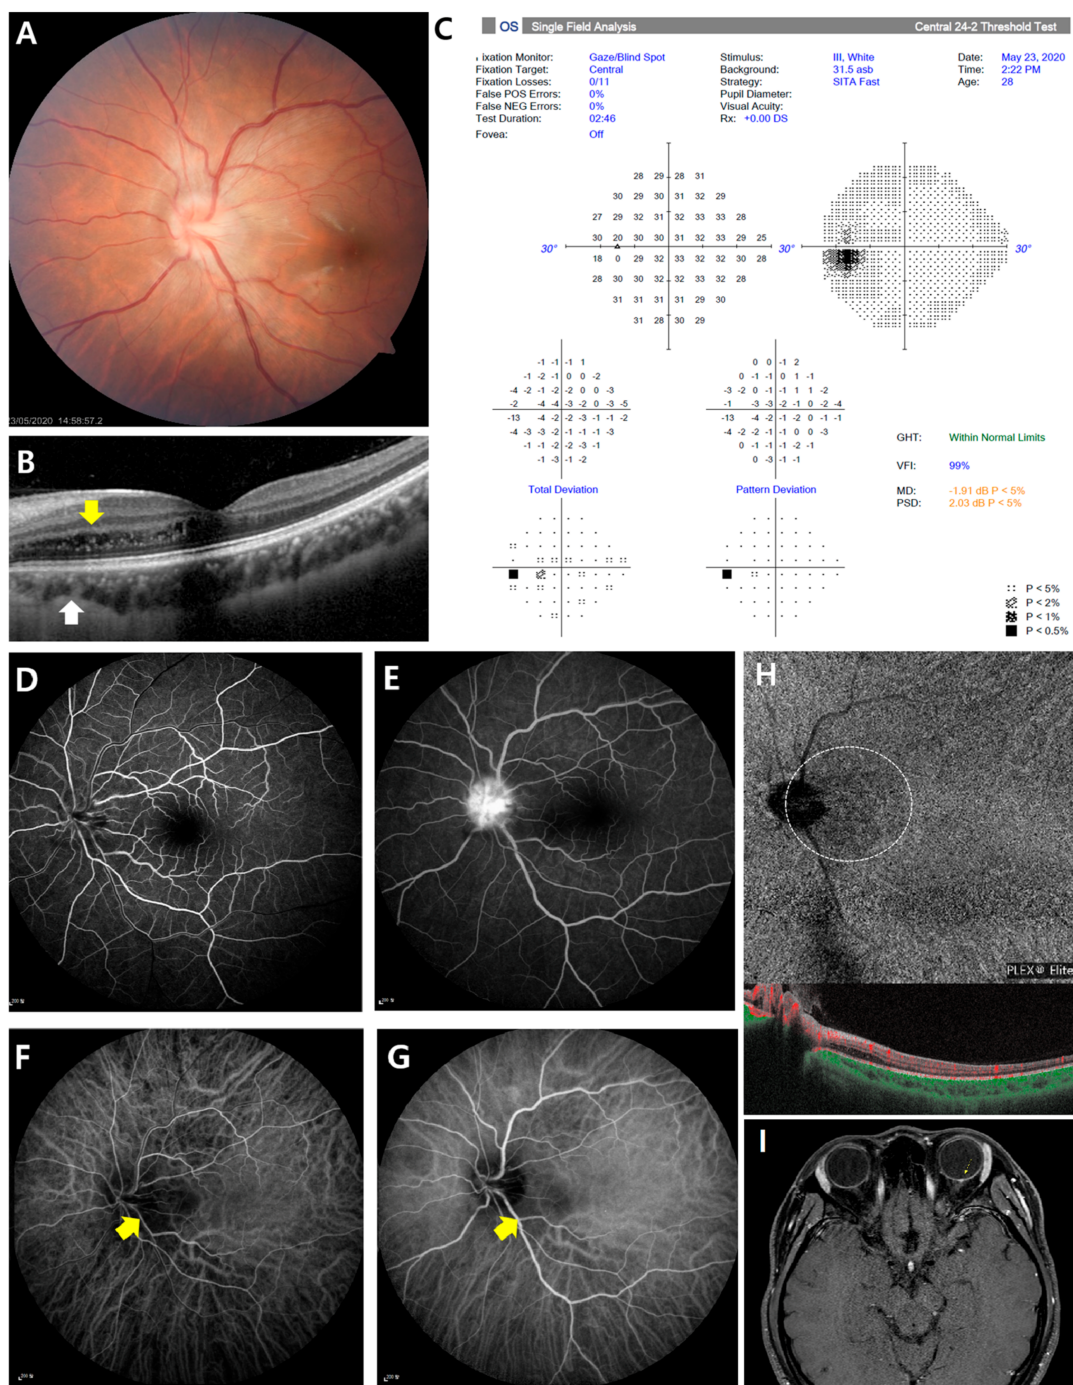 A
23/05/2020 14:58:57.2
B
C
OS Single Field Analysis Central 24-2 Threshold Test
ixation Monitor: Gaze/Blind Spot Stimulus: III, White Date: May 23, 2020
Fixation Target: Central Background: 31.5 asb Time: 2:22 PM
Fixation Losses: 0/11 Strategy: SITA Fast Age: 28
False POS Errors: 0% Pupil Diameter:
False NEG Errors: 0% Visual Acuity:
Test Duration: 02:46 Rx: +0.00 DS
Fovea: Off
28 29 28 31
30 29 30 31 32 29
27 29 32 31 32 33 33 28
30 20 30 30 31 32 33 32 29 25
30° 30° 30°
18 0 29 32 33 32 32 30 28
28 30 30 32 32 33 32 28
31 31 31 31 29 30
31 28 30 29
-1 -1 -1 1
-1 -2 -1 0 0 -2
-4 -2 -1 -2 -2 0 0 -3
-2 -4 -4 -3 -2 0 -3 -5
-13 -4 -2 -2 -3 -1 -1 -2
-4 -3 -3 -2 -2 -1 -2 -3
-1 -1 -1 -2 -3 -1
-1 -3 -1 -2
Total Deviation
0 0 -1 2
0 -1 -1 0 1 -1
-3 -2 0 -1 -1 1 1 -2
-1 -3 -3 -2 -1 0 -2 -4
-13 -4 -2 -1 -2 -1 0 -1
-4 -2 -2 -1 -1 0 0 -3
0 -1 -1 -1 -2 0
0 -3 -1 -1
Pattern Deviation
GHT: Within Normal Limits
VFI: 99%
MD: -1.91 dB P < 5%
PSD: 2.03 dB P < 5%
P < 5%
P < 2%
P < 1%
P < 0.5%
D
E
H
PLEX® Elite
F
G
I